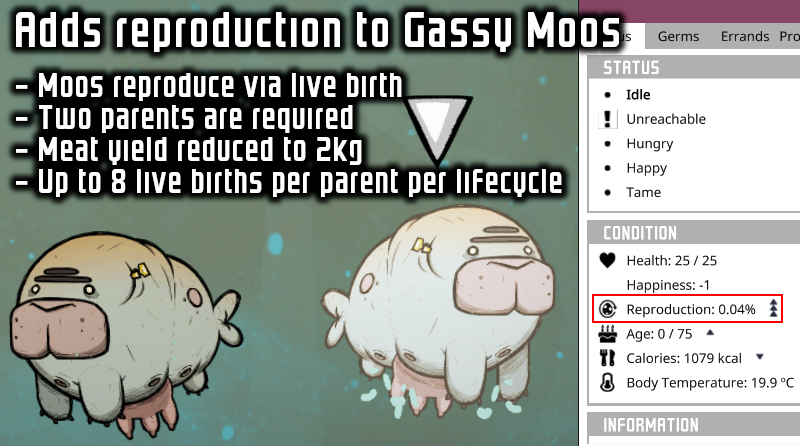 Adds reproduction to Gassy Moos
- Moos reproduce via live birth
- Two parents are required
- Meat yield reduced to 2kg
- Up to 8 live births per parent per lifecycle
Germs Errands
STATUS
Idle
Unreachable
Hungry
Happy
Tame
CONDITION
Health: 25 / 25
Happiness: -1
Reproduction: 0.04%
Age: 0 / 75
Calories: 1079 kcal
Body Temperature: 19.9 ºC
INFORMATION